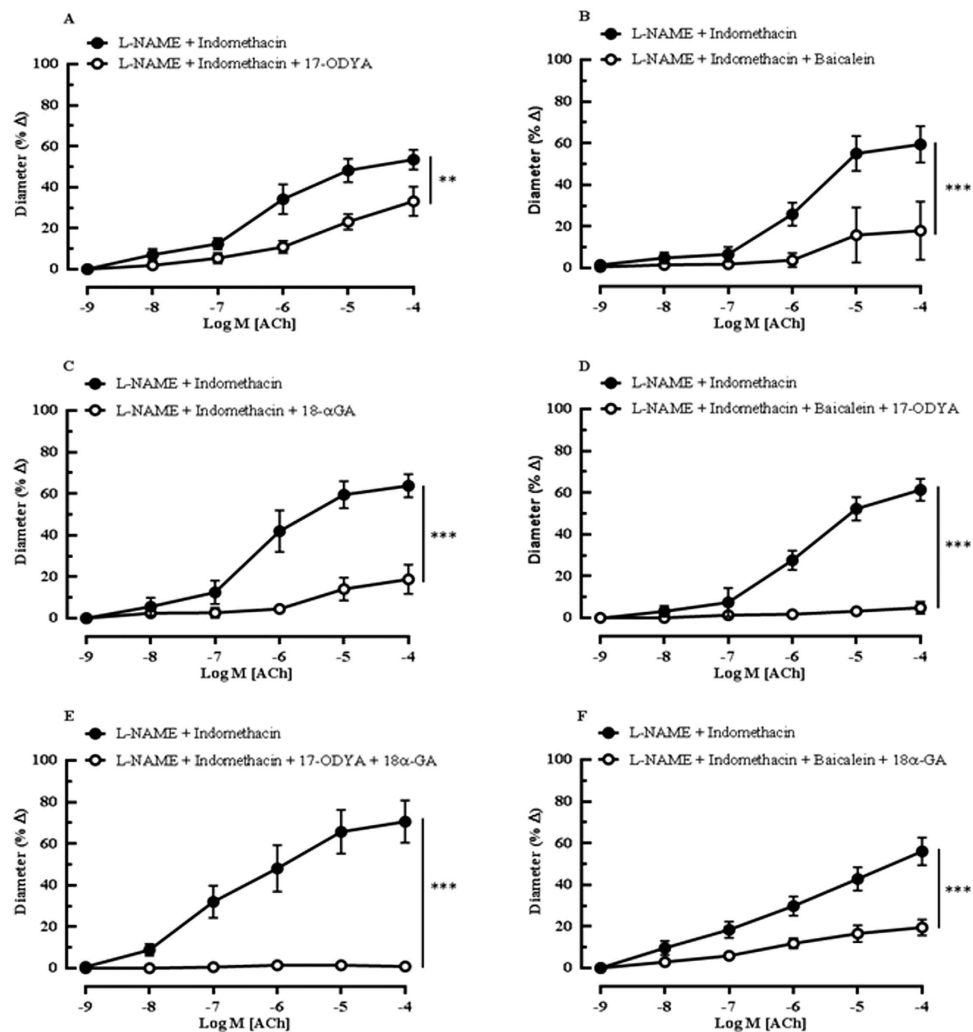 A
L-NAME + Indomethacin
L-NAME + Indomethacin + 17-ODYA
100
80
60
40
20
0
Diameter (% Δ)
**
-9 -8 -7 -6 -5 -4
Log M [ACh]
B
L-NAME + Indomethacin
L-NAME + Indomethacin + Baicalein
100
80
60
40
20
0
Diameter (% Δ)
***
-9 -8 -7 -6 -5 -4
Log M [ACh]
C
L-NAME + Indomethacin
L-NAME + Indomethacin + 18-αGA
100
80
60
40
20
0
Diameter (% Δ)
***
-9 -8 -7 -6 -5 -4
Log M [ACh]
D
L-NAME + Indomethacin
L-NAME + Indomethacin + Baicalein + 17-ODYA
100
80
60
40
20
0
Diameter (% Δ)
***
-9 -8 -7 -6 -5 -4
Log M [ACh]
E
L-NAME + Indomethacin
L-NAME + Indomethacin + 17-ODYA + 18α-GA
100
80
60
40
20
0
Diameter (% Δ)
***
-9 -8 -7 -6 -5 -4
Log M [ACh]
F
L-NAME + Indomethacin
L-NAME + Indomethacin + Baicalein + 18α-GA
100
80
60
40
20
0
Diameter (% Δ)
***
-9 -8 -7 -6 -5 -4
Log M [ACh]